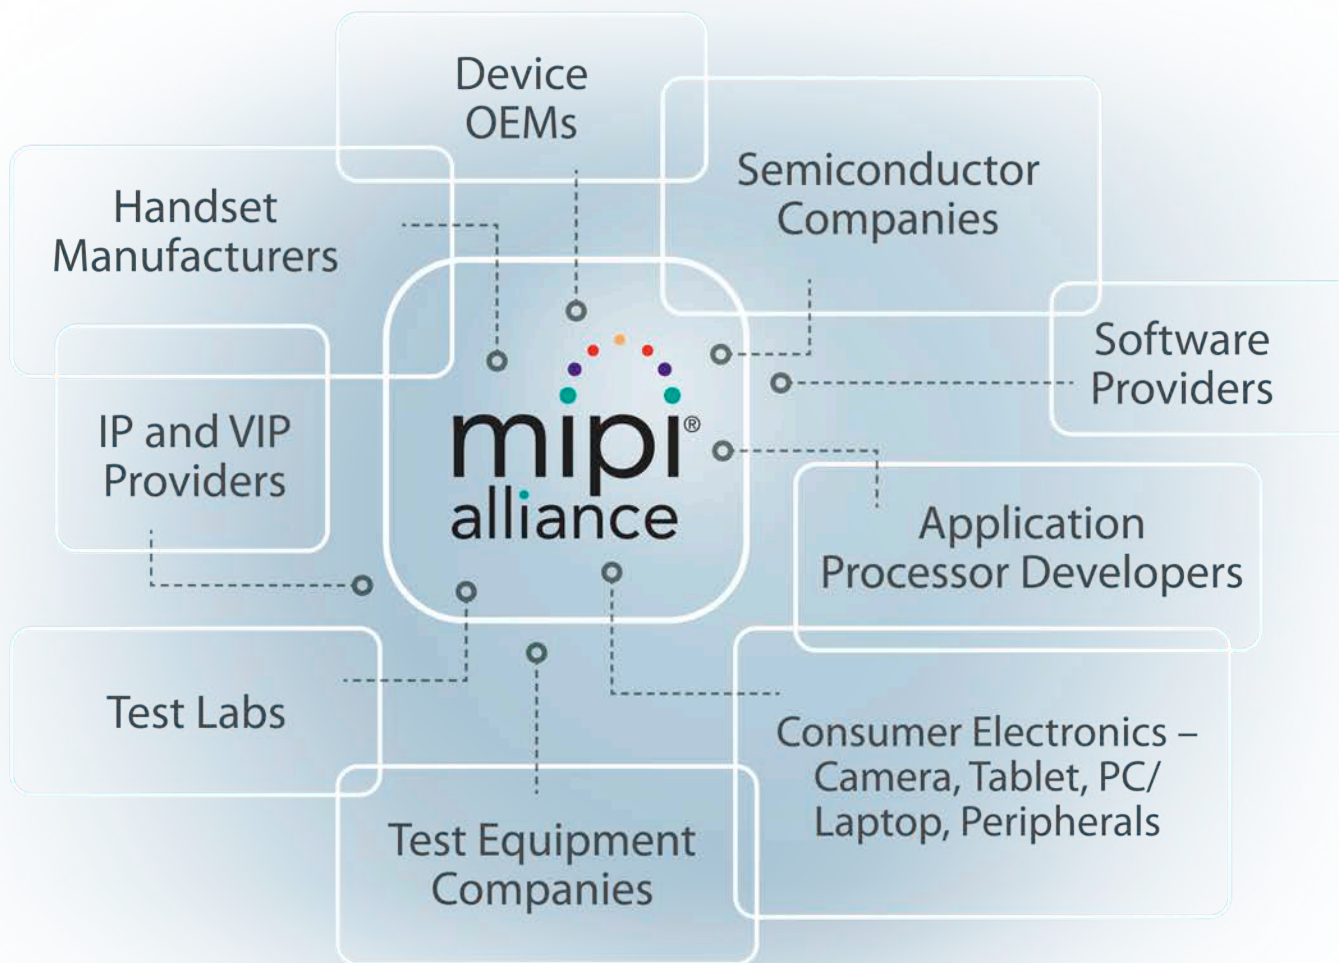 Device
OEMs
Semiconductor
Companies
Handset
Manufacturers
Software
Providers
IP and VIP
Providers
mipi®
alliance
Application
Processor Developers
Test Labs
Consumer Electronics –
Camera, Tablet, PC/
Laptop, Peripherals
Test Equipment
Companies